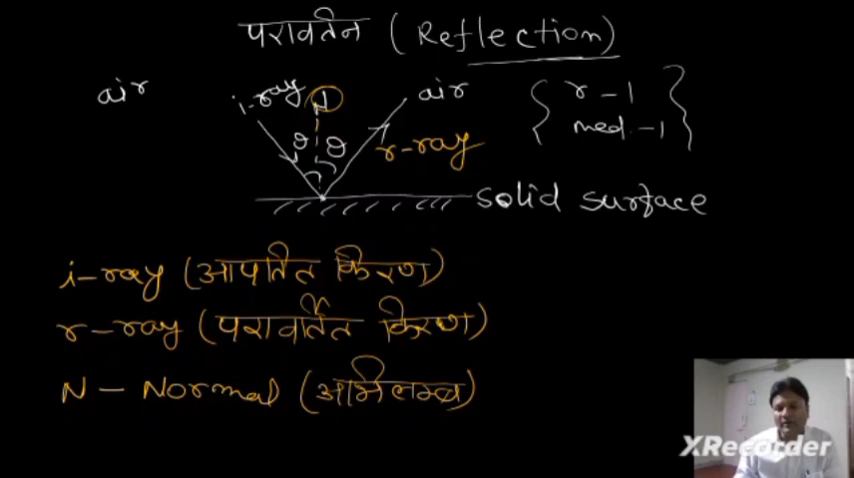 परावर्तन (Reflection)
air
i-ray
N
air
r-1
med.-1
θ θ
r-ray
solid surface
i-ray (आपतित किरण)
r-ray (परावर्तित किरण)
N - Normal (अभिलम्ब)
XRecorder